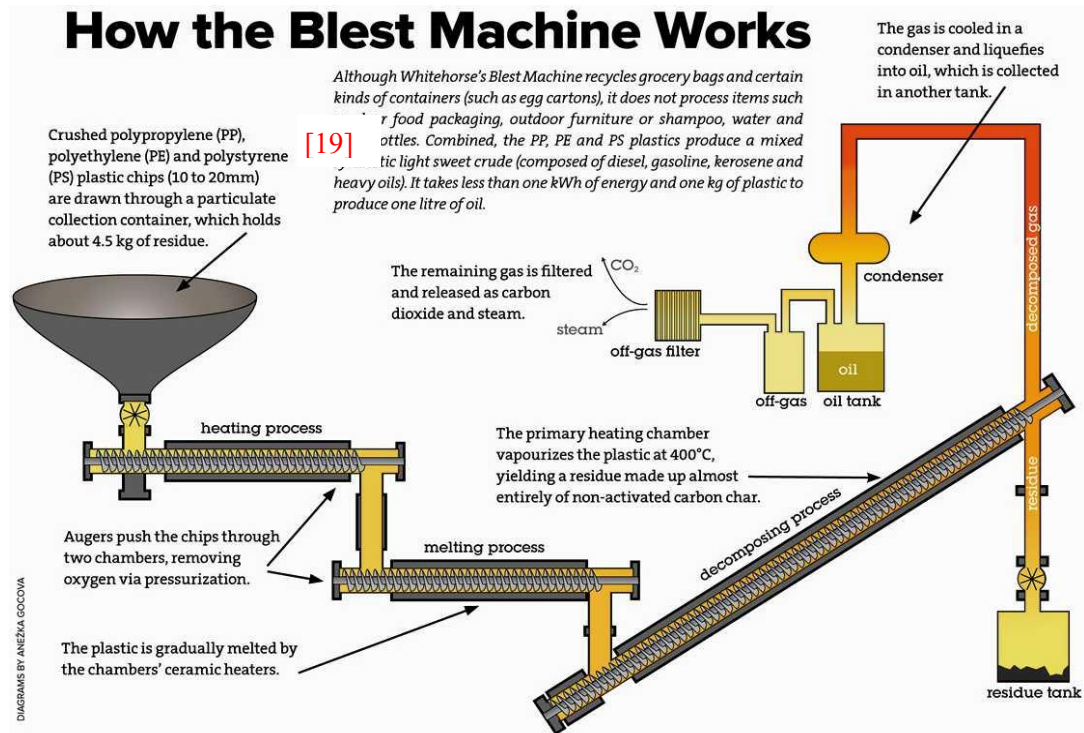 How the Blest Machine Works
Although Whitehorse's Blest Machine recycles grocery bags and certain
kinds of containers (such as egg cartons), it does not process items such
food packaging, outdoor furniture or shampoo, water and
[19]
Combined, the PP, PE and PS plastics produce a mixed
light sweet crude (composed of diesel, gasoline, kerosene and
heavy oils). It takes less than one kWh of energy and one kg of plastic to
produce one litre of oil.
The gas is cooled in a
condenser and liquefies
into oil, which is collected
in another tank.
Crushed polypropylene (PP),
polyethylene (PE) and polystyrene
(PS) plastic chips (10 to 20mm)
are drawn through a particulate
collection container, which holds
about 4.5 kg of residue.
The remaining gas is filtered
and released as carbon
dioxide and steam.
CO₂
steam
off-gas filter
off-gas
oil
oil tank
condenser
decomposed gas
heating process
The primary heating chamber
vapourizes the plastic at 400°C,
yielding a residue made up almost
entirely of non-activated carbon char.
residue
Augers push the chips through
two chambers, removing
oxygen via pressurization.
melting process
decomposing process
The plastic is gradually melted by
the chambers' ceramic heaters.
residue tank
DIAGRAMS BY ANEŽKA GOCOVA